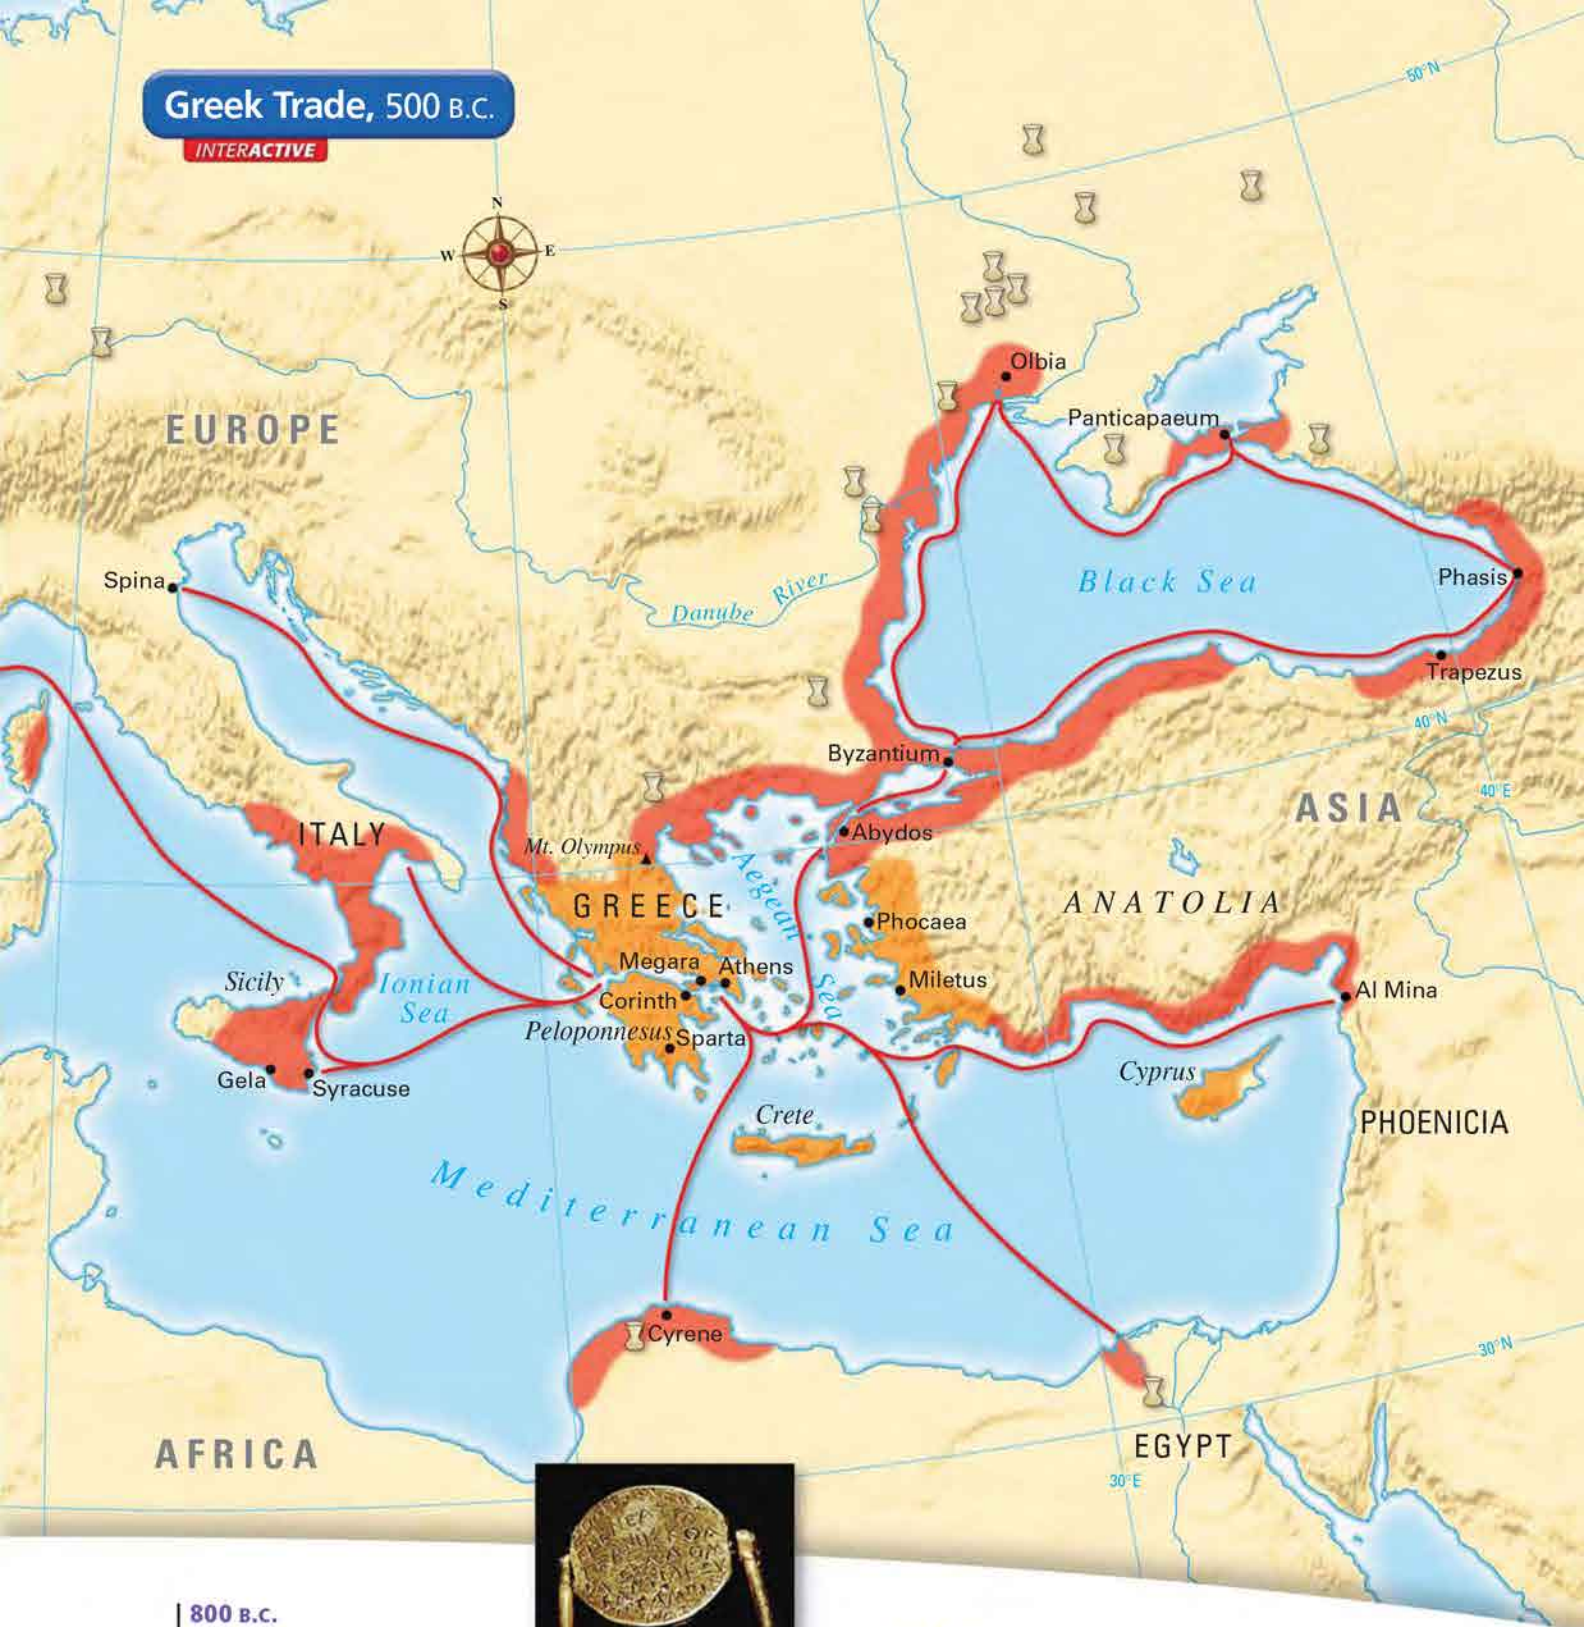 50°N
Greek Trade, 500 B.C.
INTERACTIVE
N
W E
S
Olbia
EUROPE
Panticapaeum
Spina
Black Sea
Phasis
Danube River
Trapezus
40°N
Byzantium
40°E
ASIA
ITALY
Abydos
Mt. Olympus
Aegean Sea
GREECE
ANATOLIA
Phocaea
Megara
Athens
Sicily
Ionian
Sea
Miletus
Al Mina
Corinth
Peloponnesus
Sparta
Gela
Syracuse
Cyprus
Crete
PHOENICIA
Mediterranean Sea
Cyrene
30°N
AFRICA
EGYPT
30°E
800 B.C.